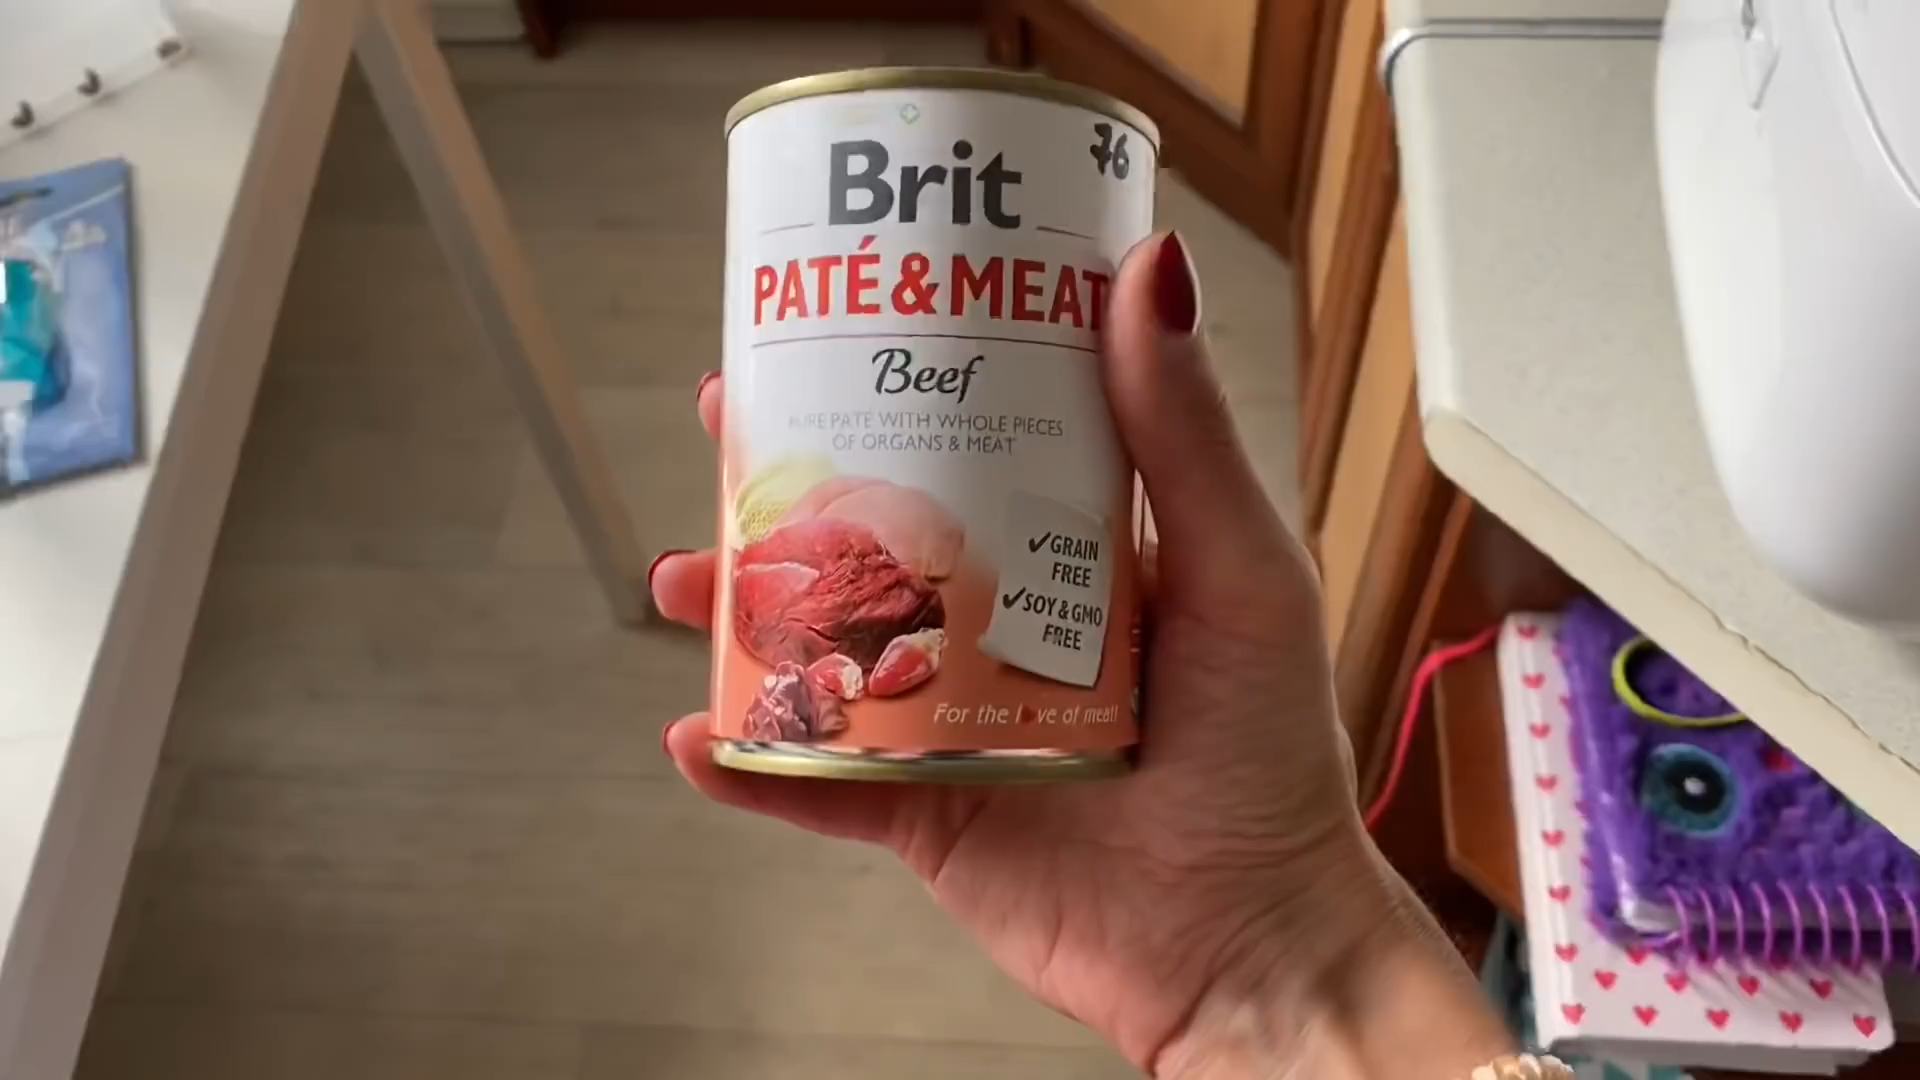 Brit
76
PATÉ & MEAT
Beef
PURE PATE WITH WHOLE PIECES
OF ORGANS & MEAT
✓GRAIN
FREE
✓SOY & GMO
FREE
For the love of meat!